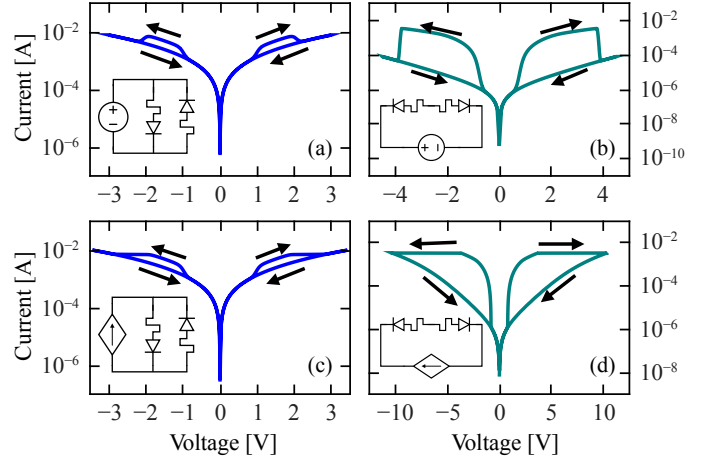 Current [A]
10⁻²
10⁻⁴
10⁻⁶
+
−
(a)
−3 −2 −1 0 1 2 3
10⁻⁴
10⁻⁶
10⁻⁸
10⁻¹⁰
+ −
(b)
−4 −2 0 2 4
Current [A]
10⁻²
10⁻⁴
10⁻⁶
(c)
−3 −2 −1 0 1 2 3
Voltage [V]
10⁻²
10⁻⁴
10⁻⁶
10⁻⁸
(d)
−10 −5 0 5 10
Voltage [V]